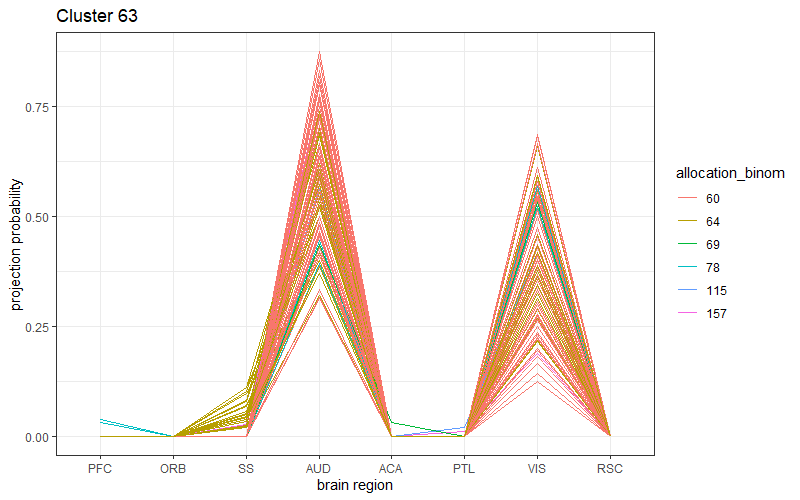 Cluster 63
projection probability
0.75
0.50
0.25
0.00
PFC ORB SS AUD ACA PTL VIS RSC
brain region
allocation_binom
60
64
69
78
115
157